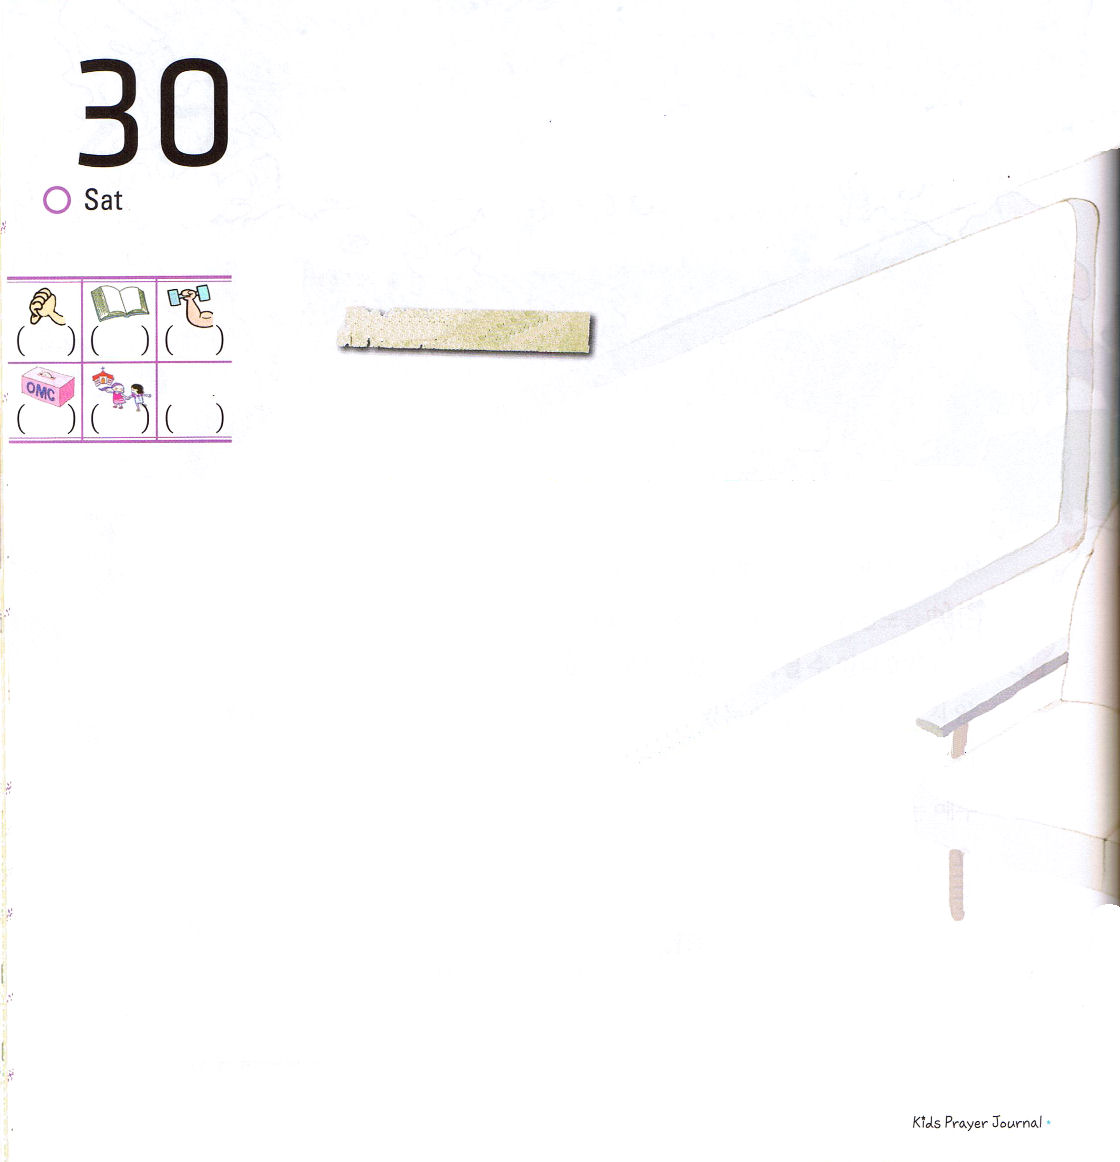 30
Sat
( ) ( ) ( )
OMC
( ) ( ) ( )
Kids Prayer Journal